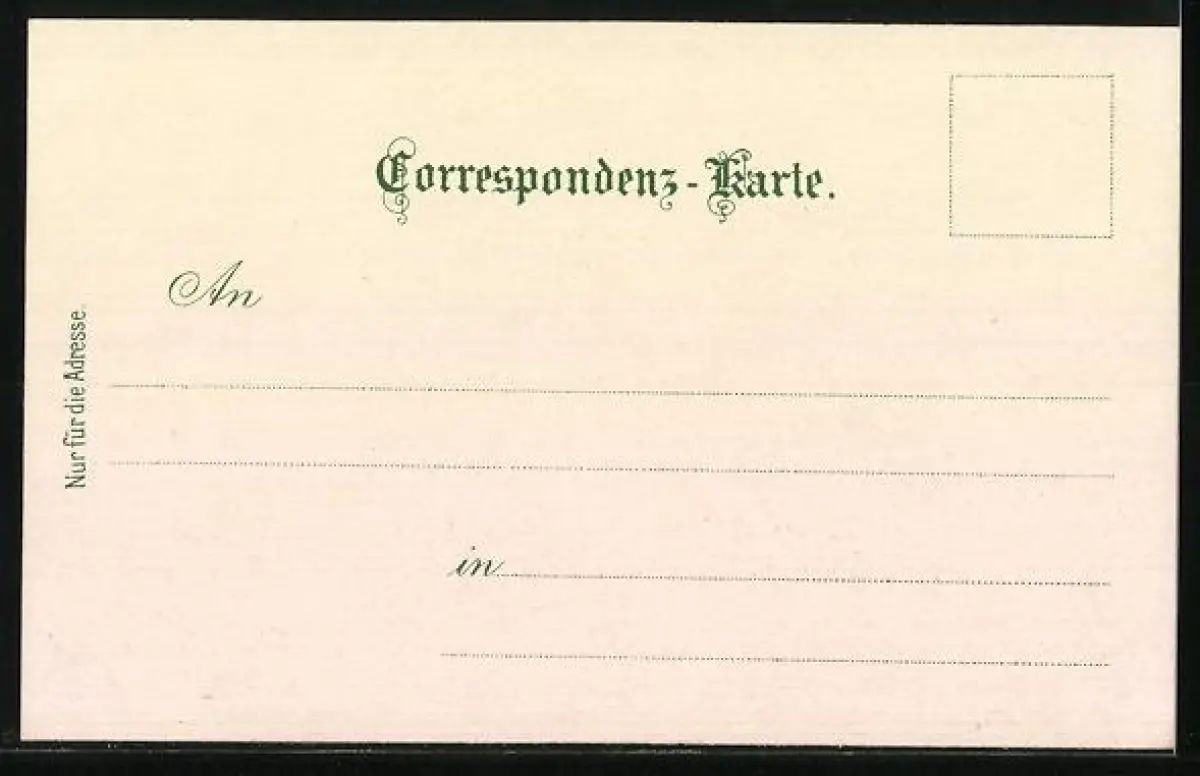 Correspondenz-Karte.
An
Nur für die Adresse.
in